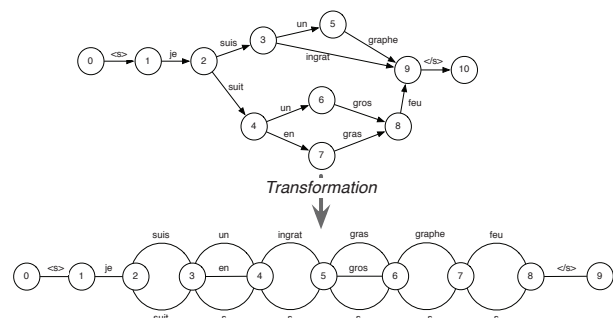 <s> je suis un graphe
0 1 2 3 5 9 10
ingrat </s>
suit un gros feu
4 6 8
en gras
7
Transformation
suis un ingrat gras graphe feu
<s> je en gros </s>
0 1 2 3 4 5 6 7 8 9